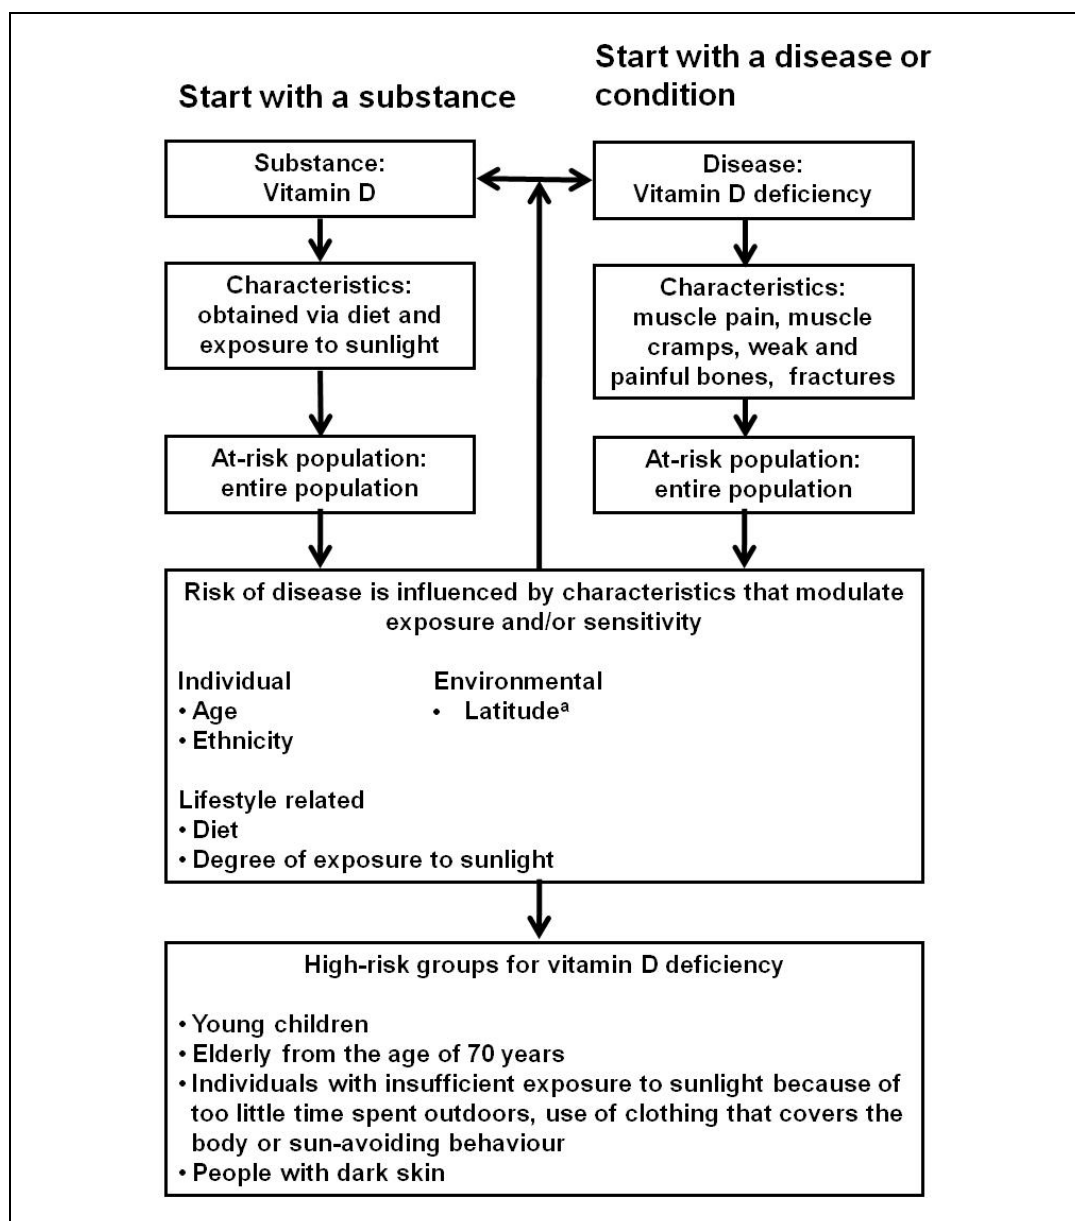 Start with a substance
Start with a disease or
condition
Substance:
Vitamin D
Disease:
Vitamin D deficiency
Characteristics:
obtained via diet and
exposure to sunlight
Characteristics:
muscle pain, muscle
cramps, weak and
painful bones, fractures
At-risk population:
entire population
At-risk population:
entire population
Risk of disease is influenced by characteristics that modulate
exposure and/or sensitivity
Individual
• Age
• Ethnicity
Environmental
• Latitudeᵃ
Lifestyle related
• Diet
• Degree of exposure to sunlight
High-risk groups for vitamin D deficiency
• Young children
• Elderly from the age of 70 years
• Individuals with insufficient exposure to sunlight because of
too little time spent outdoors, use of clothing that covers the
body or sun-avoiding behaviour
• People with dark skin